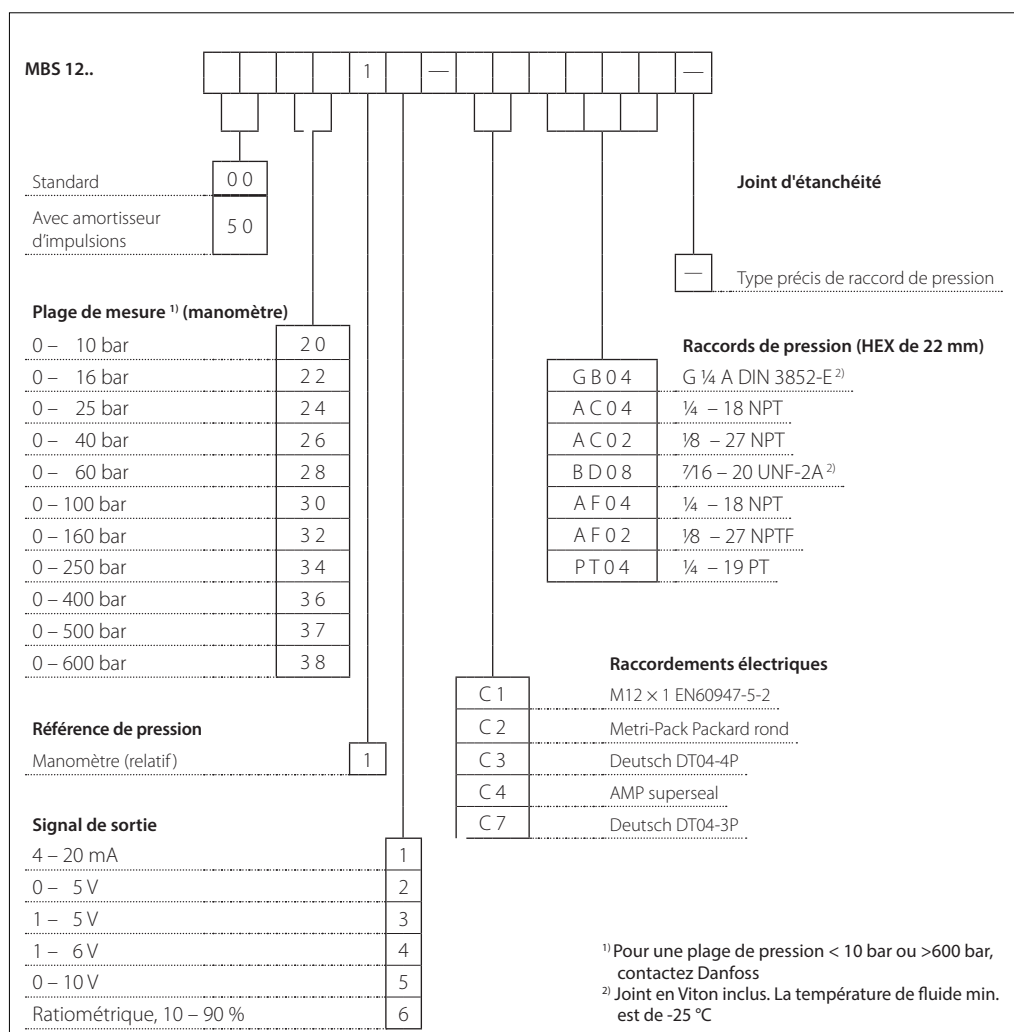 MBS 12..
1 — —
Standard 0 0
Avec amortisseur
d'impulsions
5 0
Joint d'étanchéité
— Type précis de raccord de pression
Plage de mesure ¹⁾ (manomètre)
0 – 10 bar 2 0
0 – 16 bar 2 2
0 – 25 bar 2 4
0 – 40 bar 2 6
0 – 60 bar 2 8
0 – 100 bar 3 0
0 – 160 bar 3 2
0 – 250 bar 3 4
0 – 400 bar 3 6
0 – 500 bar 3 7
0 – 600 bar 3 8
Raccords de pression (HEX de 22 mm)
G B 0 4 G ¼ A DIN 3852-E ²⁾
A C 0 4 ¼ – 18 NPT
A C 0 2 ⅛ – 27 NPT
B D 0 8 7⁄16 – 20 UNF-2A ²⁾
A F 0 4 ¼ – 18 NPT
A F 0 2 ⅛ – 27 NPTF
P T 0 4 ¼ – 19 PT
Référence de pression
Manomètre (relatif) 1
Raccordements électriques
C 1 M12 × 1 EN60947-5-2
C 2 Metri-Pack Packard rond
C 3 Deutsch DT04-4P
C 4 AMP superseal
C 7 Deutsch DT04-3P
Signal de sortie
4 – 20 mA 1
0 – 5 V 2
1 – 5 V 3
1 – 6 V 4
0 – 10 V 5
Ratiométrique, 10 – 90 % 6
¹⁾ Pour une plage de pression < 10 bar ou >600 bar,
contactez Danfoss
²⁾ Joint en Viton inclus. La température de fluide min.
est de -25 °C